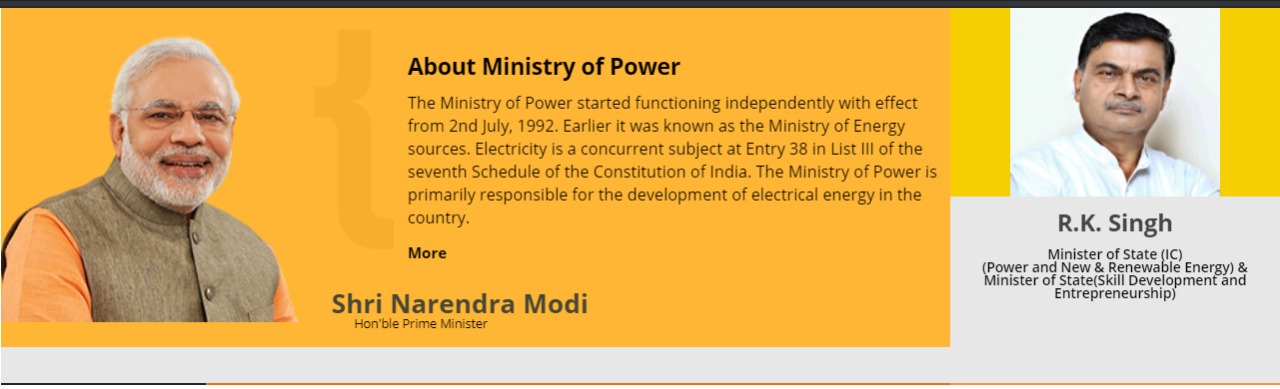 About Ministry of Power
The Ministry of Power started functioning independently with effect
from 2nd July, 1992. Earlier it was known as the Ministry of Energy
sources. Electricity is a concurrent subject at Entry 38 in List III of the
seventh Schedule of the Constitution of India. The Ministry of Power is
primarily responsible for the development of electrical energy in the
country.
More
Shri Narendra Modi
Hon'ble Prime Minister
R.K. Singh
Minister of State (IC)
(Power and New & Renewable Energy) &
Minister of State(Skill Development and
Entrepreneurship)